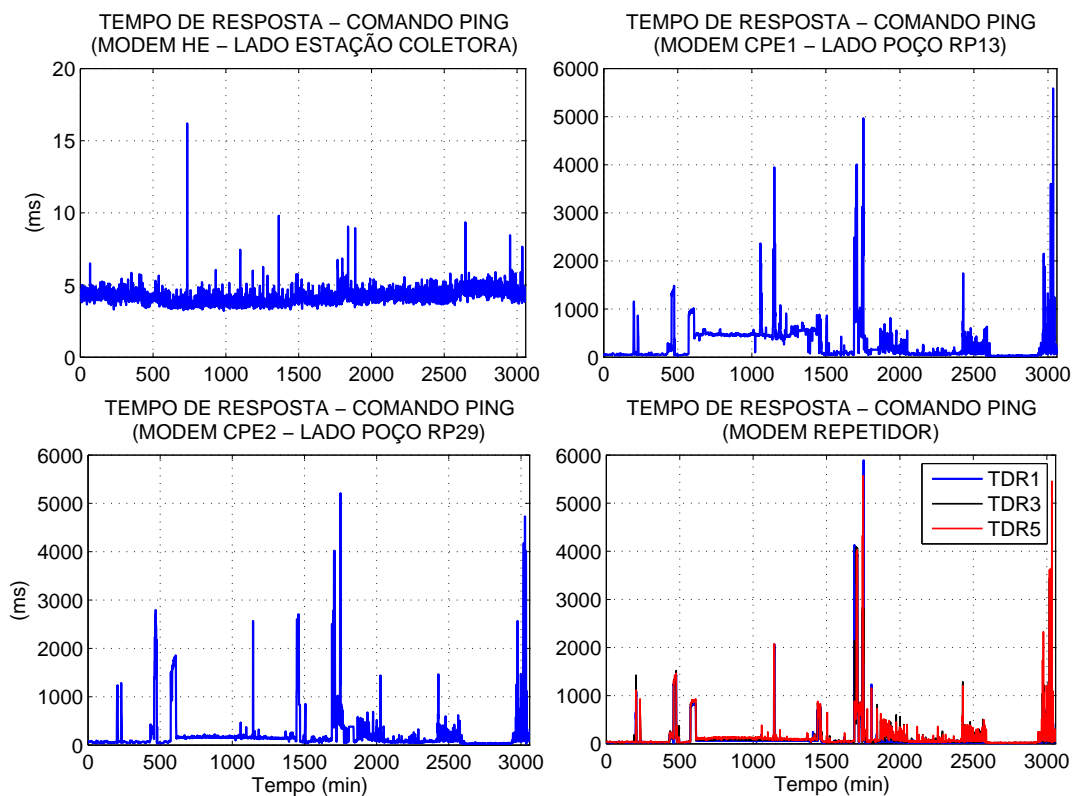 TEMPO DE RESPOSTA – COMANDO PING
(MODEM HE – LADO ESTAÇÃO COLETORA)
20
15
10
5
0
(ms)
0 500 1000 1500 2000 2500 3000
TEMPO DE RESPOSTA – COMANDO PING
(MODEM CPE1 – LADO POÇO RP13)
6000
5000
4000
3000
2000
1000
0
0 500 1000 1500 2000 2500 3000
TEMPO DE RESPOSTA – COMANDO PING
(MODEM CPE2 – LADO POÇO RP29)
6000
5000
4000
3000
2000
1000
0
(ms)
0 500 1000 1500 2000 2500 3000
Tempo (min)
TEMPO DE RESPOSTA – COMANDO PING
(MODEM REPETIDOR)
6000
5000
4000
3000
2000
1000
0
TDR1
TDR3
TDR5
0 500 1000 1500 2000 2500 3000
Tempo (min)